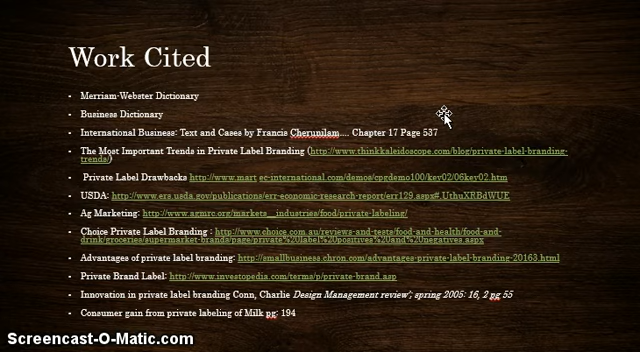 Work Cited
• Merriam-Webster Dictionary
• Business Dictionary
• International Business: Text and Cases by Francis Cherunilam.... Chapter 17 Page 537
• The Most Important Trends in Private Label Branding (http://www.thinkkaleidoscope.com/blog/private-label-branding-
trends/)
• Private Label Drawbacks http://www.mart ec-international.com/demos/cpgdemo100/key02/06key02.htm
• USDA: http://www.ers.usda.gov/publications/err-economic-research-report/err129.aspx#.UthuXRBdWUE
• Ag Marketing: http://www.agmrc.org/markets__industries/food/private-labeling/
• Choice Private Label Branding : http://www.choice.com.au/reviews-and-tests/food-and-health/food-and-
drink/groceries/supermarket-brands/page/private%20label%20positives%20and%20negatives.aspx
• Advantages of private label branding: http://smallbusiness.chron.com/advantages-private-label-branding-20163.html
• Private Brand Label: http://www.investopedia.com/terms/p/private-brand.asp
• Innovation in private label branding Conn, Charlie Design Management review', spring 2005: 16, 2 pg 55
• Consumer gain from private labeling of Milk pg: 194
Screencast-O-Matic.com